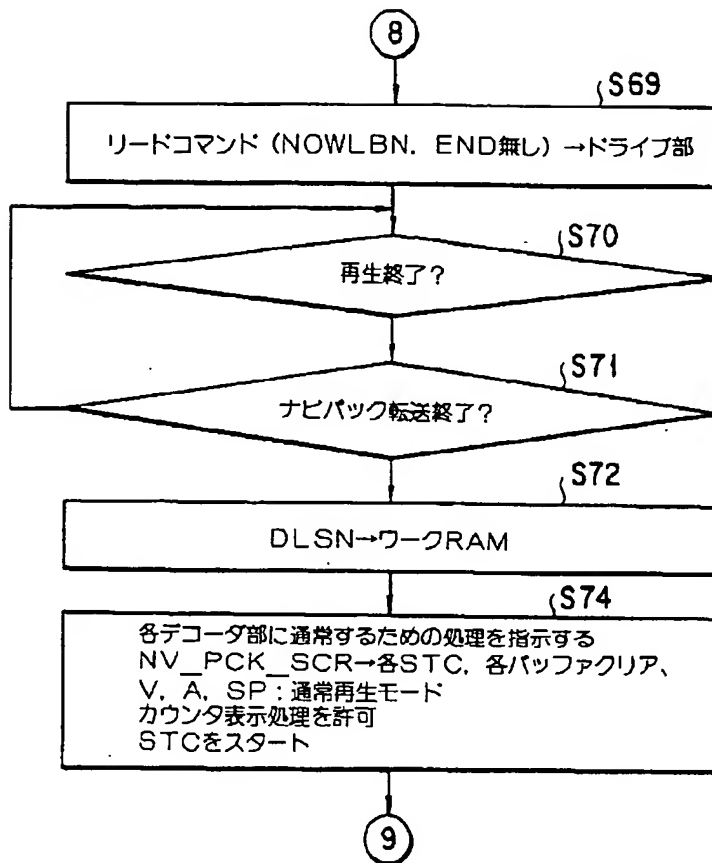 8
S69
リードコマンド（NOWLBN．END無し）→ドライブ部
S70
再生終了？
S71
ナビパック転送終了？
S72
DLSN→ワークRAM
S74
各デコーダ部に通常するための処理を指示する
NV_PCK_SCR→各STC，各バッファクリア、
V，A，SP：通常再生モード
カウンタ表示処理を許可
STCをスタート
9